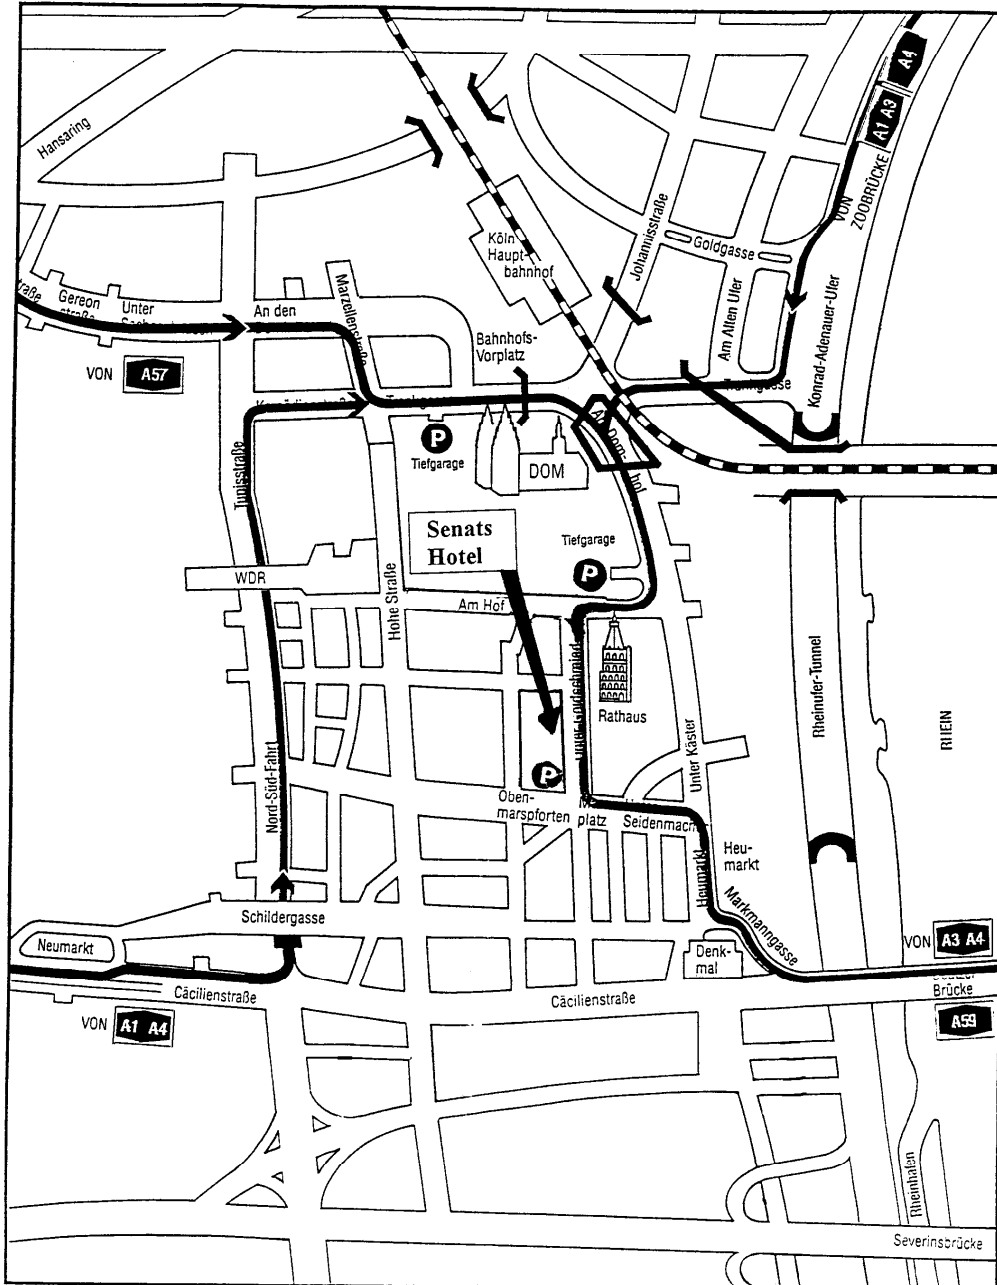 A4
A1 A3
VON
ZOOBRÜCKE
Hansaring
Johannisstraße
Goldgasse
Köln
Haupt-
bahnhof
Am Alten Ufer
Konrad-Adenauer-Ufer
Gereon
Unter
An den
Marzellenstraße
Bahnhofs-
Vorplatz
VON
A57
Tunisstraße
P
Tiefgarage
DOM
Senats
Hotel
Tiefgarage
P
WDR
Hohe Straße
Am Hof
Rathaus
Rheinufer-Tunnel
RHEIN
Nord-Süd-Fahrt
Unter Käster
P
Oben-
marspforten
platz
Seidenmacher
Heumarkt
Heu-
markt
Markmanngasse
Schildergasse
Neumarkt
Denk-
mal
VON
A3 A4
Brücke
A59
Cäcilienstraße
Cäcilienstraße
VON
A1 A4
Rheinhafen
Severinsbrücke